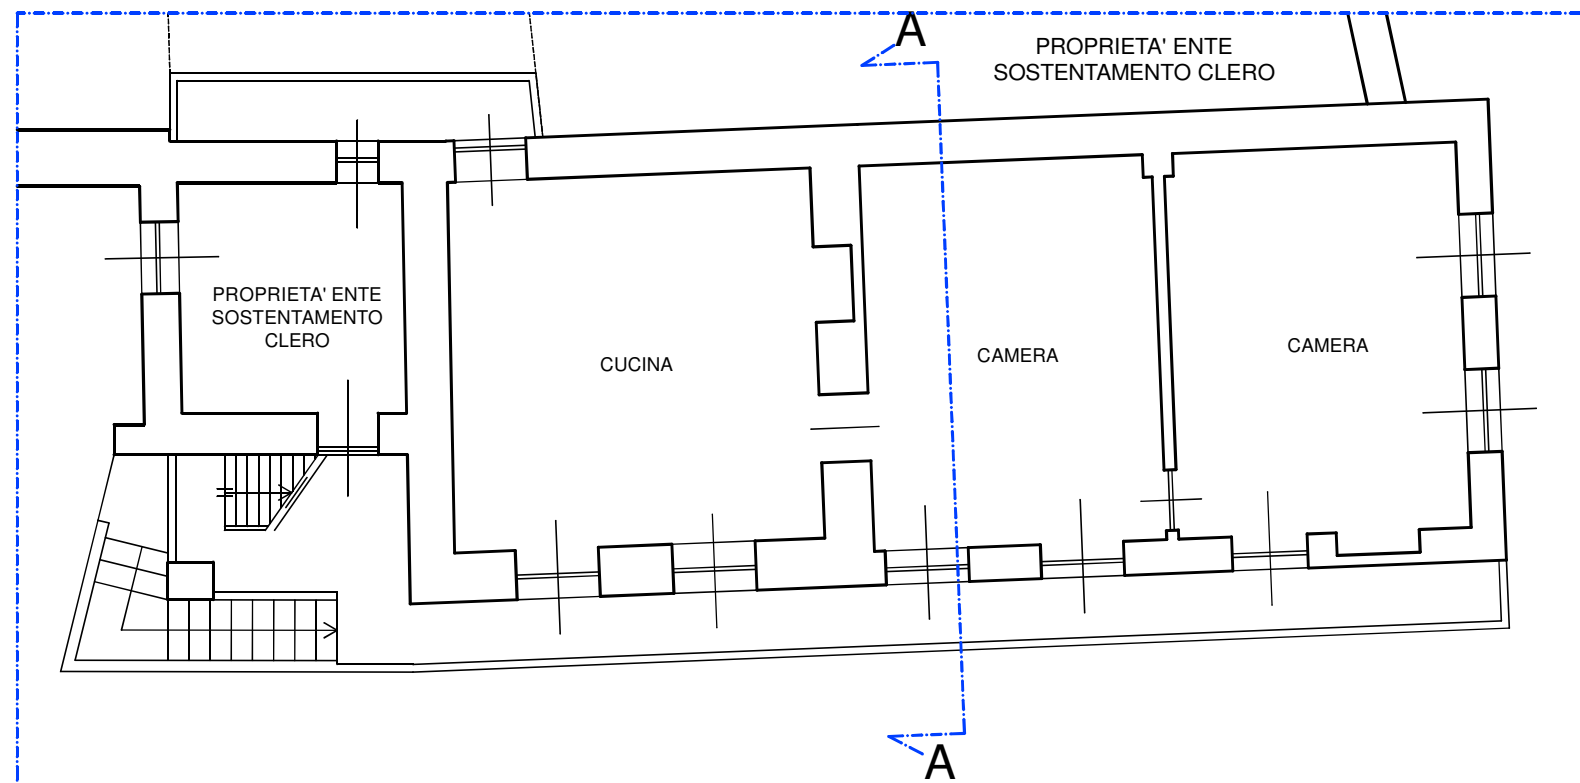 A
PROPRIETA' ENTE
SOSTENTAMENTO CLERO
PROPRIETA' ENTE
SOSTENTAMENTO
CLERO
CUCINA
CAMERA
CAMERA
A